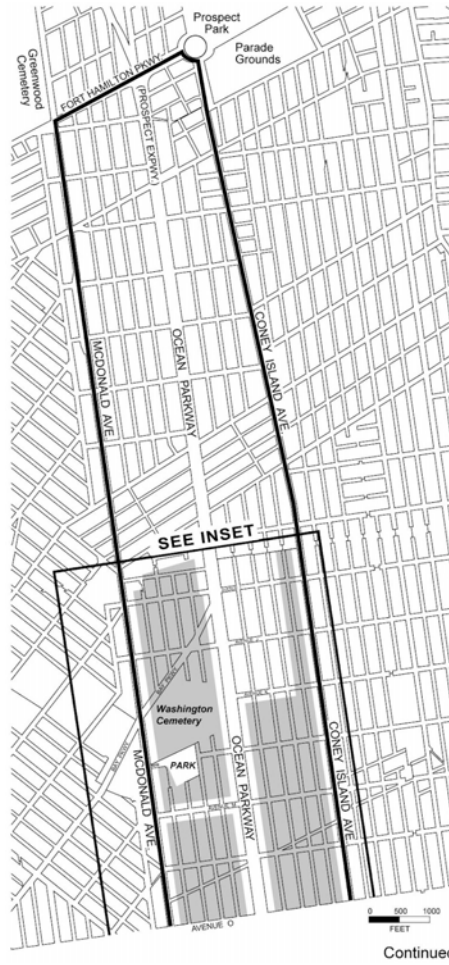 Prospect
Park
Greenwood
Cemetery
Parade
Grounds
FORT HAMILTON PKWY
(PROSPECT EXPWY)
MCDONALD AVE.
OCEAN PARKWAY
CONEY ISLAND AVE.
SEE INSET
Washington
Cemetery
PARK
MCDONALD AVE.
OCEAN PARKWAY
CONEY ISLAND AVE.
AVENUE O
0 500 1000
FEET
Continued